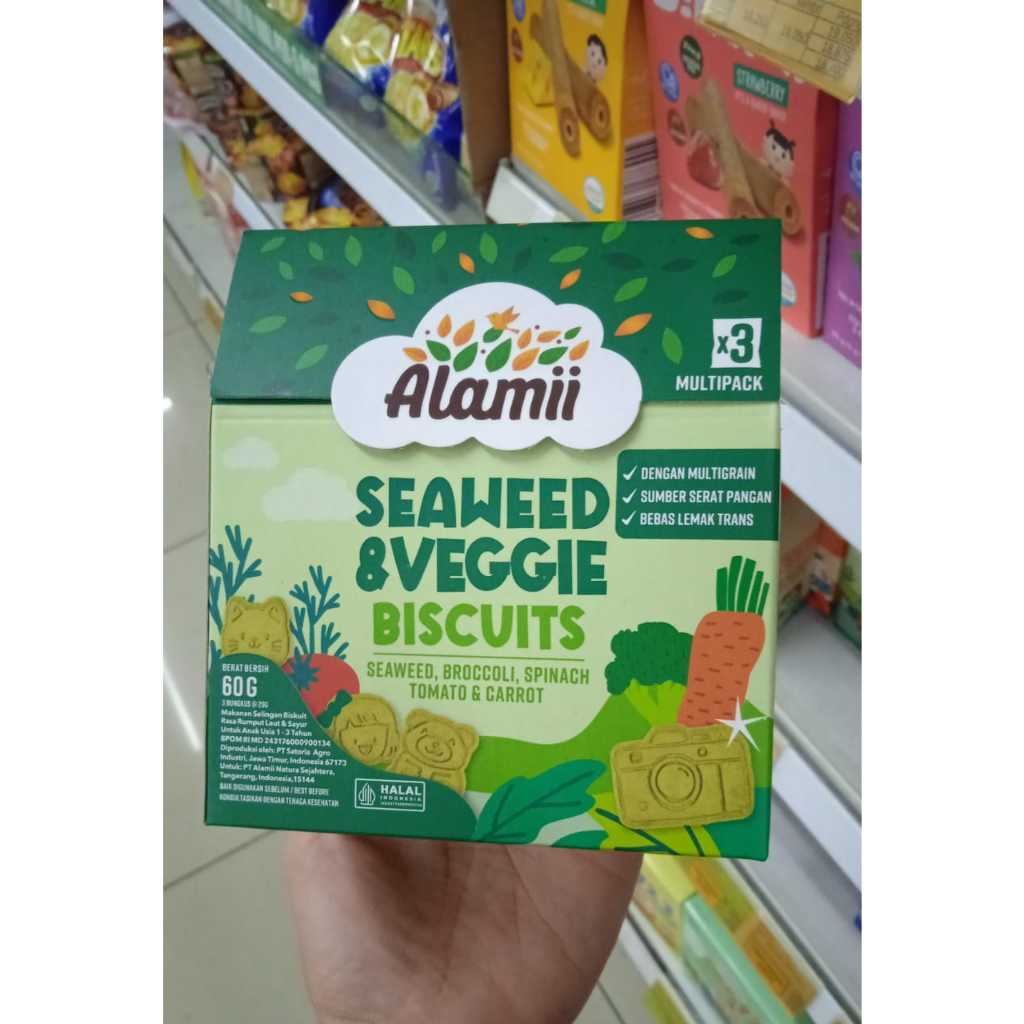 STRAWBERRY
Alamii
x3
MULTIPACK
SEAWEED
&VEGGIE
BISCUITS
SEAWEED, BROCCOLI, SPINACH
TOMATO & CARROT
✓ DENGAN MULTIGRAIN
✓ SUMBER SERAT PANGAN
✓ BEBAS LEMAK TRANS
BERAT BERSIH
60G
3 BUNGKUS @ 20G
Makanan Selingan Biskuit
Rasa Rumput Laut & Sayur
Untuk Anak Usia 1 - 3 Tahun
BPOM RI MD 243176000900134
Diproduksi oleh: PT Satoria Agro
Industri, Jawa Timur, Indonesia 67173
Untuk: PT Alamii Natura Sejahtera,
Tangerang, Indonesia,15144
BAIK DIGUNAKAN SEBELUM / BEST BEFORE
KONSULTASIKAN DENGAN TENAGA KESEHATAN
HALAL
INDONESIA